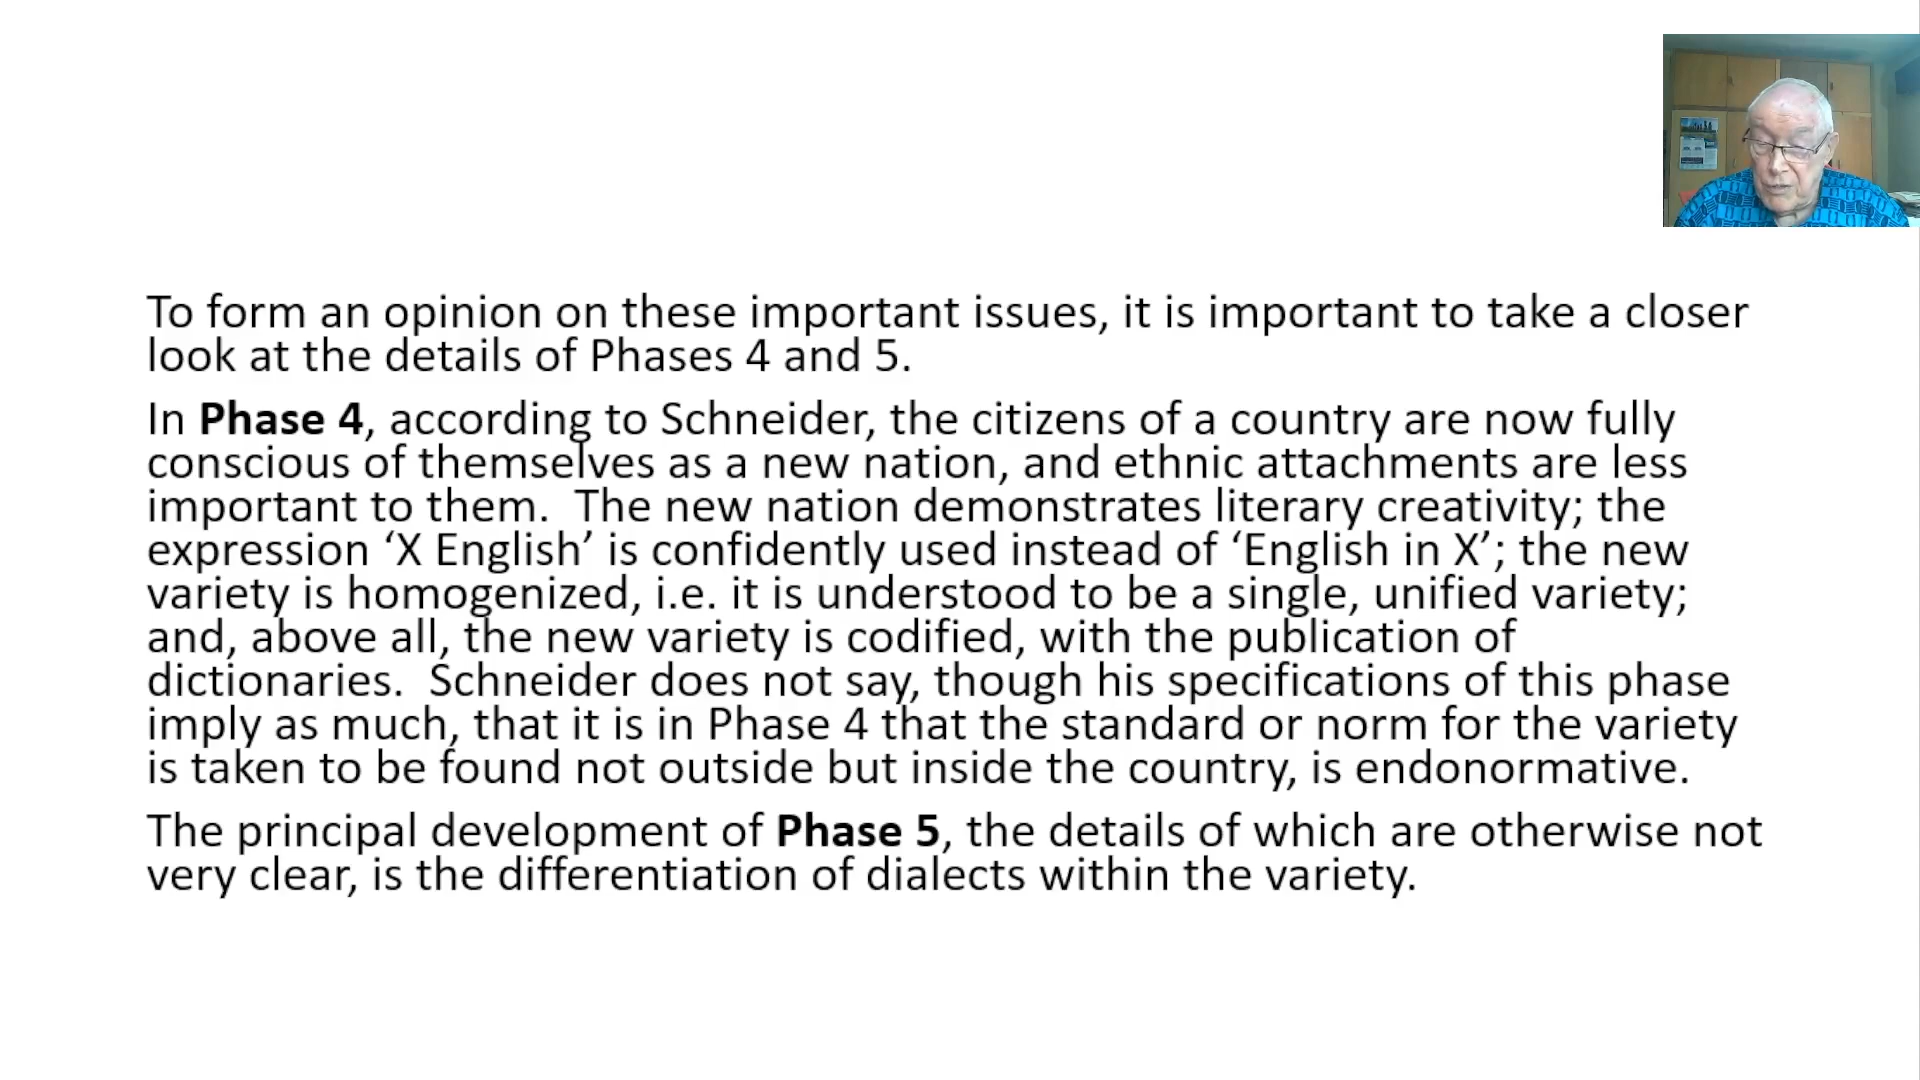 To form an opinion on these important issues, it is important to take a closer
look at the details of Phases 4 and 5.
In Phase 4, according to Schneider, the citizens of a country are now fully
conscious of themselves as a new nation, and ethnic attachments are less
important to them.  The new nation demonstrates literary creativity; the
expression ‘X English’ is confidently used instead of ‘English in X’; the new
variety is homogenized, i.e. it is understood to be a single, unified variety;
and, above all, the new variety is codified, with the publication of
dictionaries.  Schneider does not say, though his specifications of this phase
imply as much, that it is in Phase 4 that the standard or norm for the variety
is taken to be found not outside but inside the country, is endonormative.
The principal development of Phase 5, the details of which are otherwise not
very clear, is the differentiation of dialects within the variety.